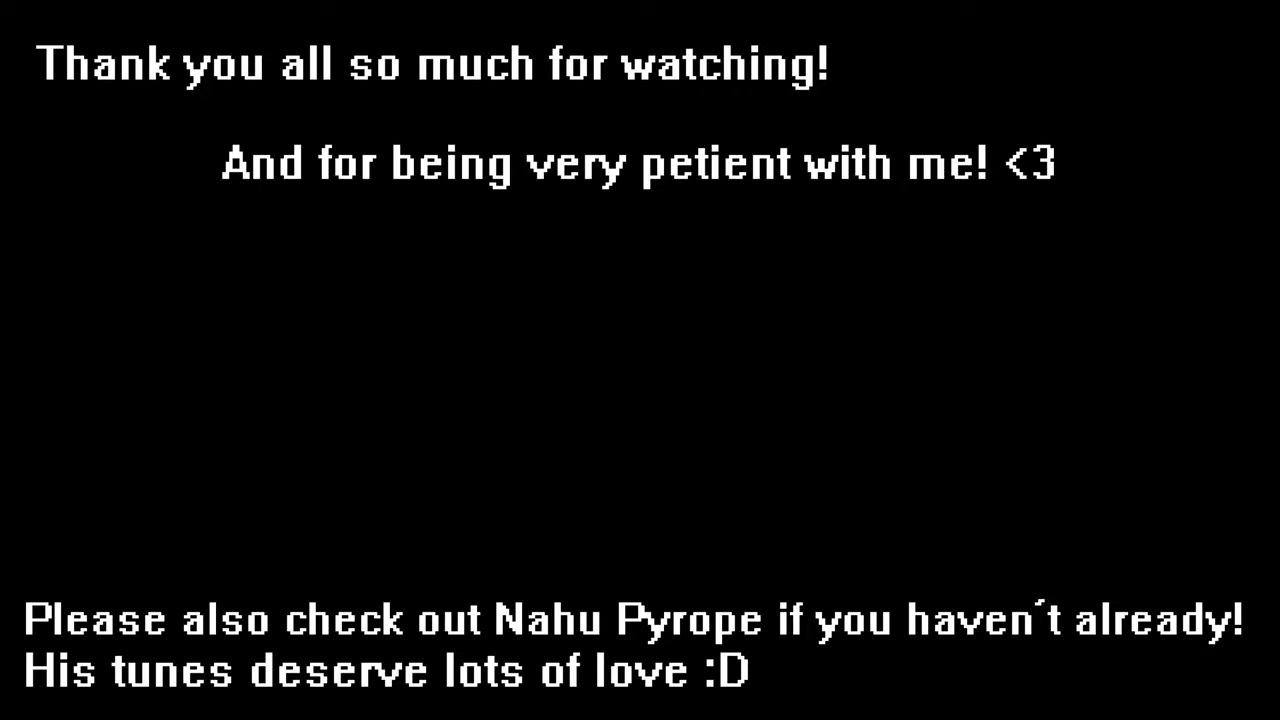 Thank you all so much for watching!
And for being very petient with me! <3
Please also check out Nahu Pyrope if you haven´t already!
His tunes deserve lots of love :D